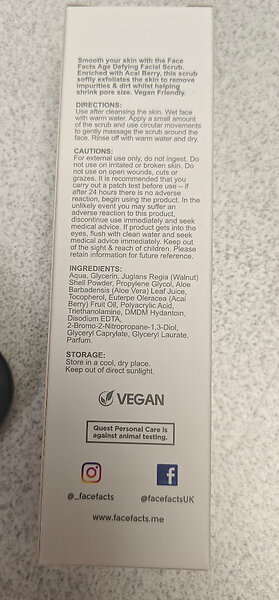 Smooth your skin with the Face
Facts Age Defying Facial Scrub.
Enriched with Acai Berry, this scrub
softly exfoliates the skin to remove
impurities & dirt whilst helping
shrink pore size. Vegan Friendly.
DIRECTIONS:
Use after cleansing the skin. Wet face
with warm water. Apply a small amount
of the scrub and use circular movements
to gently massage the scrub around the
face. Rinse off with warm water and dry.
CAUTIONS:
For external use only, do not ingest. Do
not use on irritated or broken skin. Do
not use on open wounds, cuts or
grazes. It is recommended that you
carry out a patch test before use – if
after 24 hours there is no adverse
reaction, begin using the product. In the
unlikely event you may suffer an
adverse reaction to this product,
discontinue use immediately and seek
medical advice. If product gets into the
eyes, flush with clean water and seek
medical advice immediately. Keep out
of the sight & reach of children. Please
retain information for future reference.
INGREDIENTS:
Aqua, Glycerin, Juglans Regia (Walnut)
Shell Powder, Propylene Glycol, Aloe
Barbadensis (Aloe Vera) Leaf Juice,
Tocopherol, Euterpe Oleracea (Acai
Berry) Fruit Oil, Polyacrylic Acid,
Triethanolamine, DMDM Hydantoin,
Disodium EDTA,
2-Bromo-2-Nitropropane-1,3-Diol,
Glyceryl Caprylate, Glyceryl Laurate,
Parfum.
STORAGE:
Store in a cool, dry place.
Keep out of direct sunlight.
VEGAN
Quest Personal Care is
against animal testing.
@_facefacts @facefactsUK
www.facefacts.me